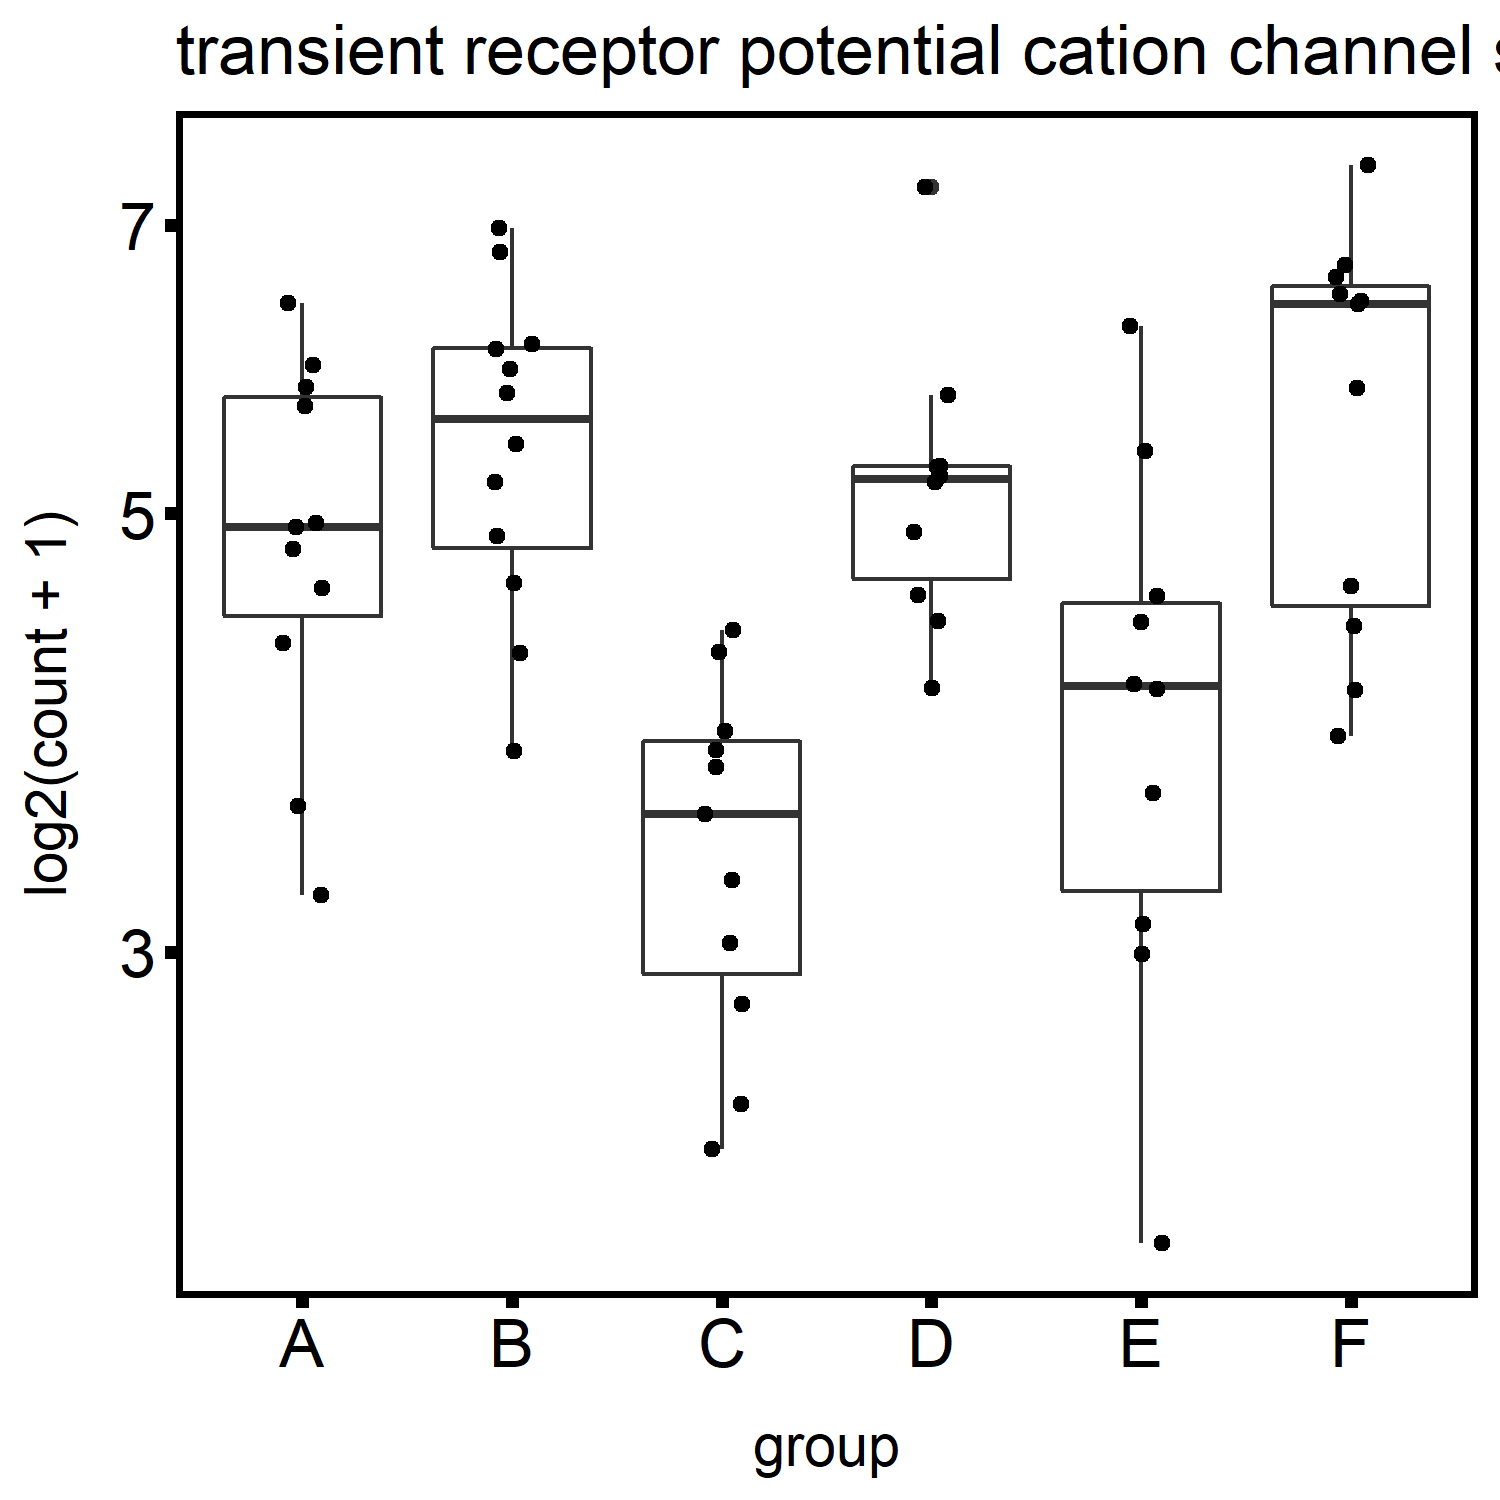 transient receptor potential cation channel
7
5
3
log2(count + 1)
A B C D E F
group